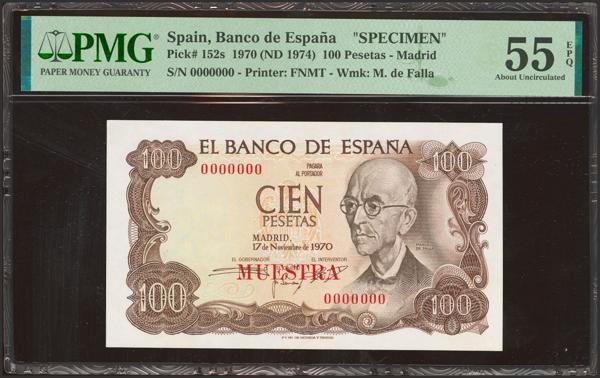 PMG
PAPER MONEY GUARANTY
Spain, Banco de España "SPECIMEN"
Pick# 152s 1970 (ND 1974) 100 Pesetas - Madrid
S/N 0000000 - Printer: FNMT - Wmk: M. de Falla
55
EPQ
About Uncirculated
EL BANCO DE ESPAÑA
100
100
0000000
PAGARA
AL PORTADOR
CIEN
PESETAS
MADRID,
17 de Noviembre de 1970
EL GOBERNADOR
EL INTERVENTOR
MUESTRA
0000000
100
100